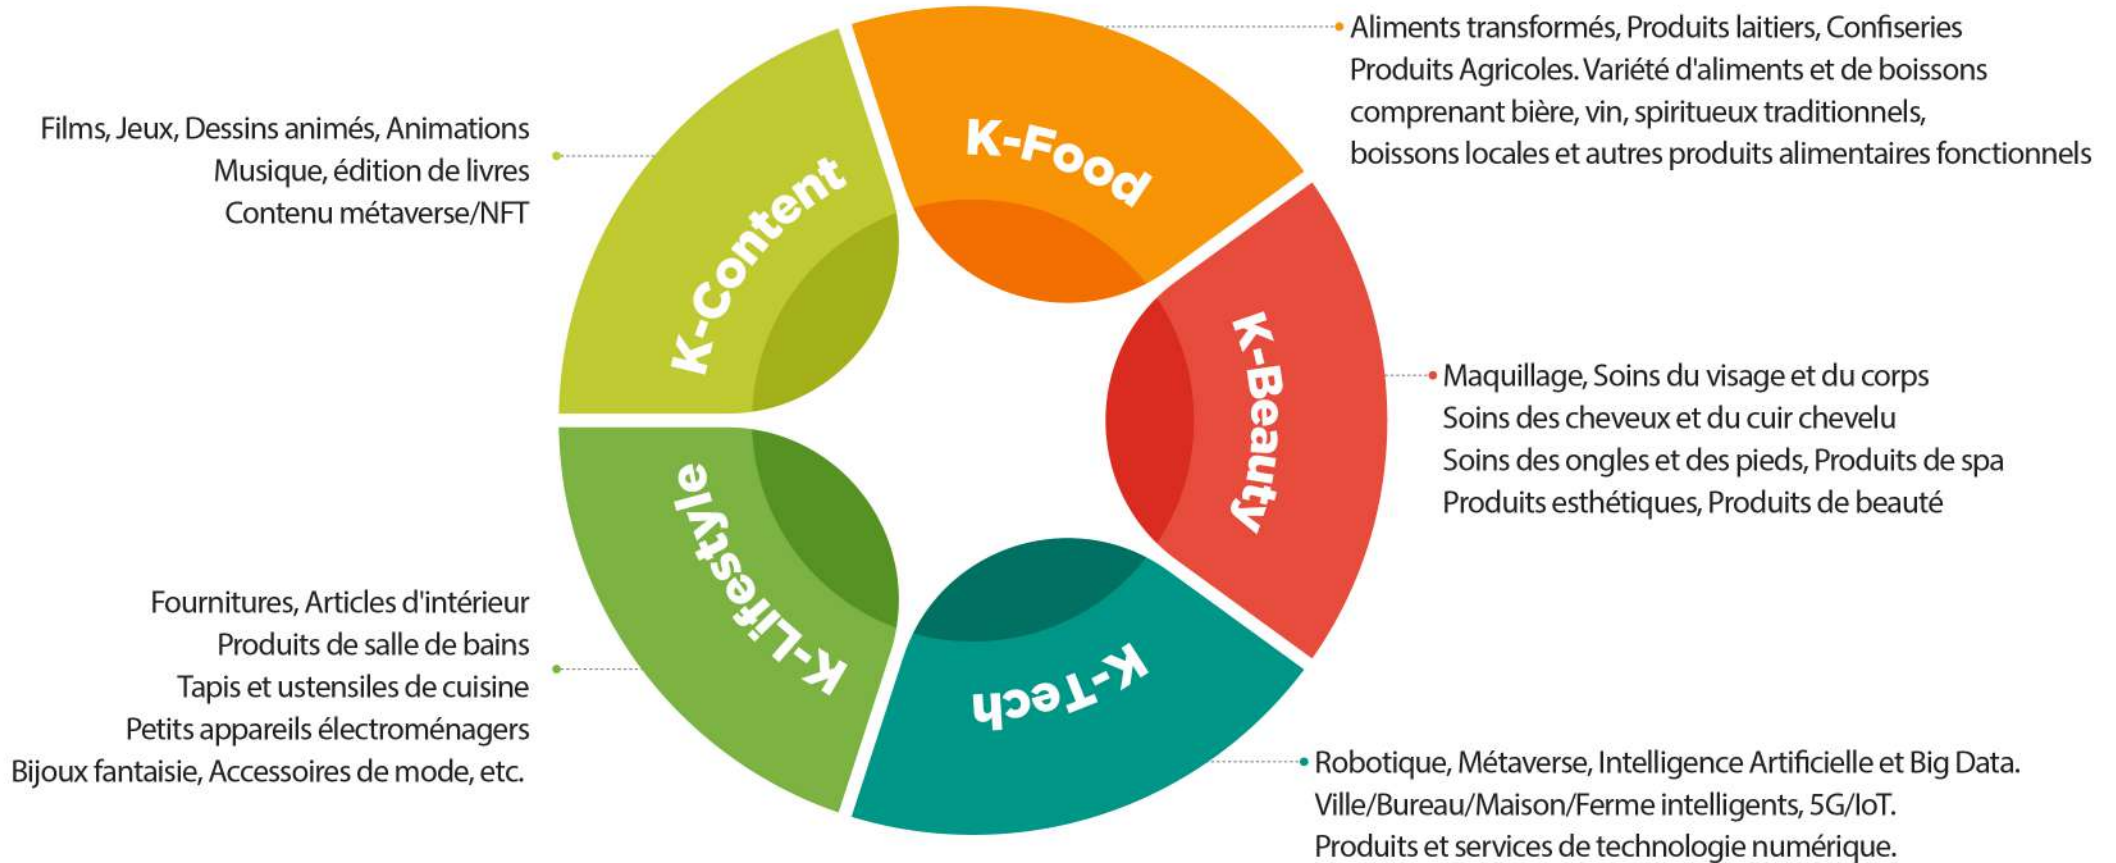 K-Food
Aliments transformés, Produits laitiers, Confiseries
Produits Agricoles. Variété d'aliments et de boissons
comprenant bière, vin, spiritueux traditionnels,
boissons locales et autres produits alimentaires fonctionnels
K-Beauty
Maquillage, Soins du visage et du corps
Soins des cheveux et du cuir chevelu
Soins des ongles et des pieds, Produits de spa
Produits esthétiques, Produits de beauté
K-Tech
Robotique, Métaverse, Intelligence Artificielle et Big Data.
Ville/Bureau/Maison/Ferme intelligents, 5G/IoT.
Produits et services de technologie numérique.
K-Lifestyle
Fournitures, Articles d'intérieur
Produits de salle de bains
Tapis et ustensiles de cuisine
Petits appareils électroménagers
Bijoux fantaisie, Accessoires de mode, etc.
K-Content
Films, Jeux, Dessins animés, Animations
Musique, édition de livres
Contenu métaverse/NFT